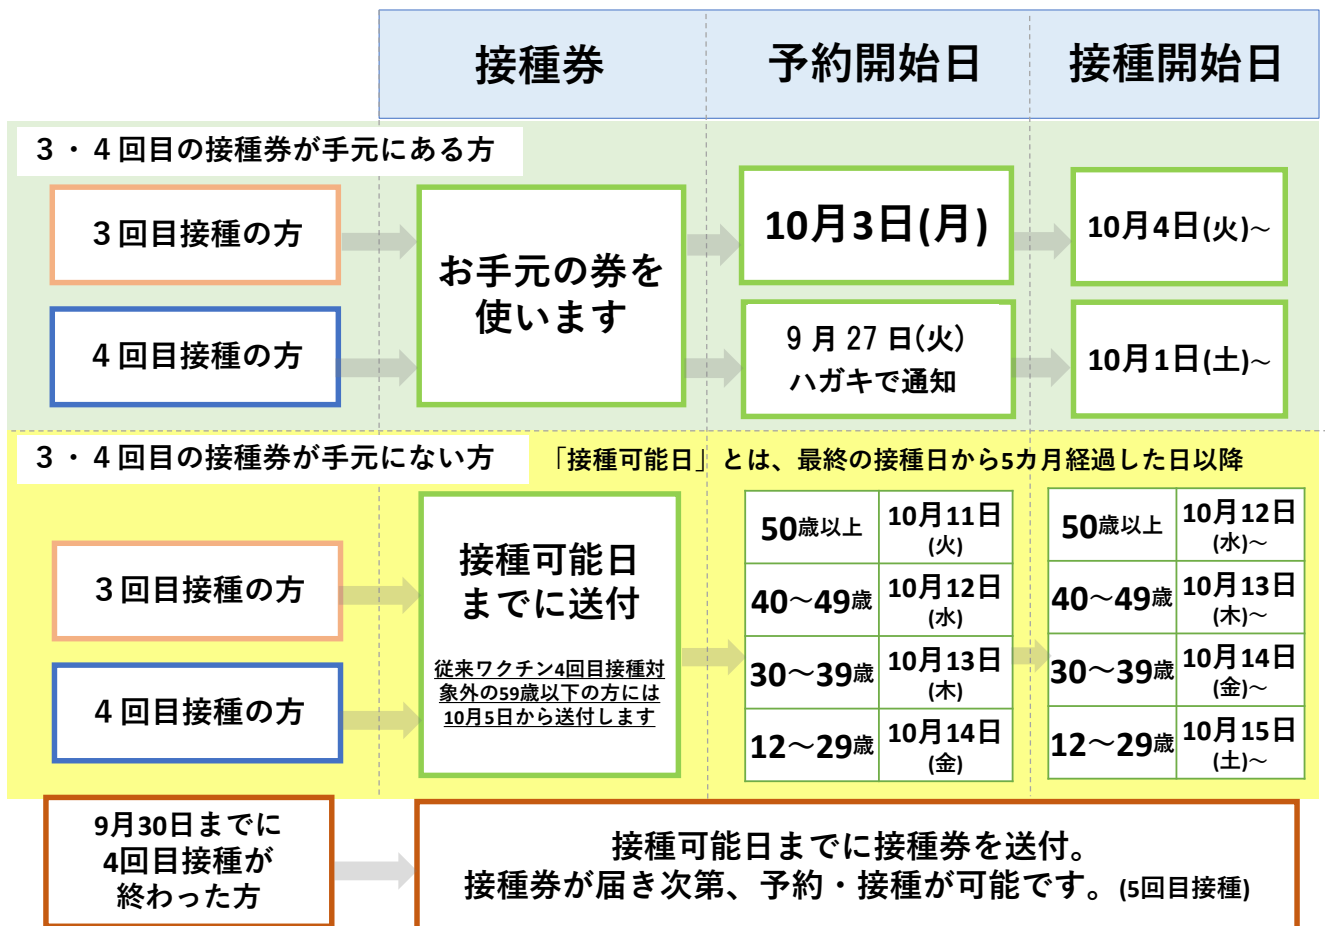 接種券
予約開始日
接種開始日
３・４回目の接種券が手元にある方
３回目接種の方
お手元の券を
使います
10月3日(月)
10月4日(火)～
４回目接種の方
9月27日(火)
ハガキで通知
10月1日(土)～
３・４回目の接種券が手元にない方
「接種可能日」とは、最終の接種日から5カ月経過した日以降
３回目接種の方
４回目接種の方
接種可能日
までに送付
従来ワクチン4回目接種対
象外の59歳以下の方には
10月5日から送付します
50歳以上
10月11日
(火)
40～49歳
10月12日
(水)
30～39歳
10月13日
(木)
12～29歳
10月14日
(金)
50歳以上
10月12日
(水)～
40～49歳
10月13日
(木)～
30～39歳
10月14日
(金)～
12～29歳
10月15日
(土)～
9月30日までに
4回目接種が
終わった方
接種可能日までに接種券を送付。
接種券が届き次第、予約・接種が可能です。(5回目接種)